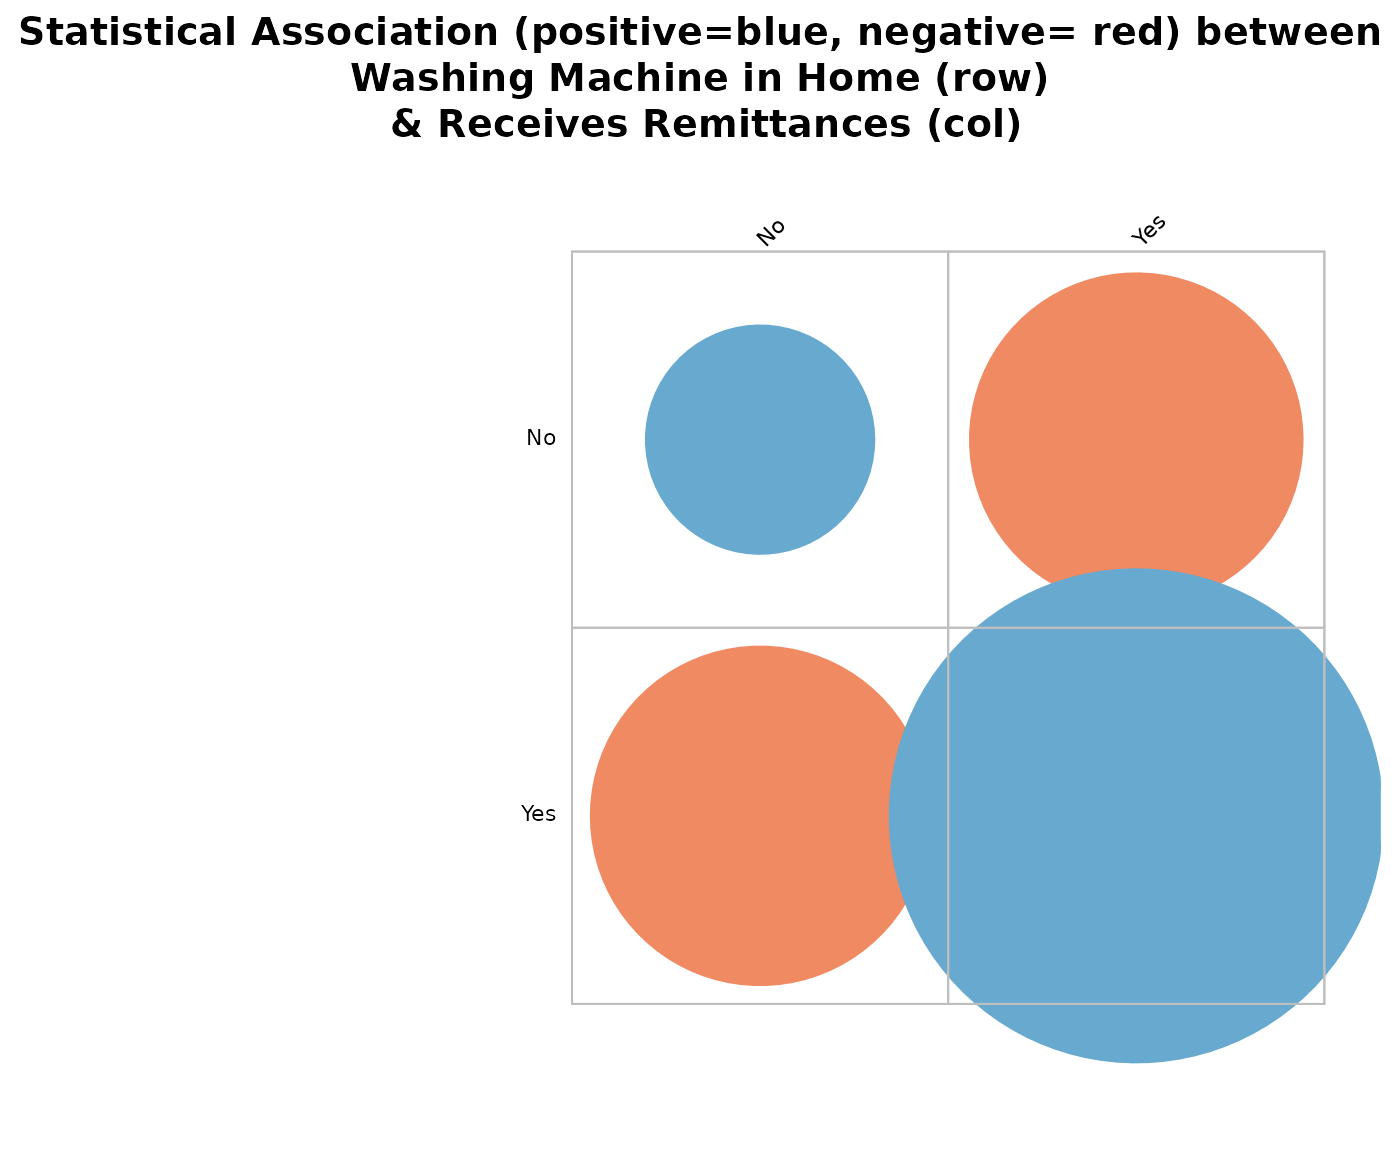 Statistical Association (positive=blue, negative= red) between
Washing Machine in Home (row)
& Receives Remittances (col)
No
Yes
No
Yes